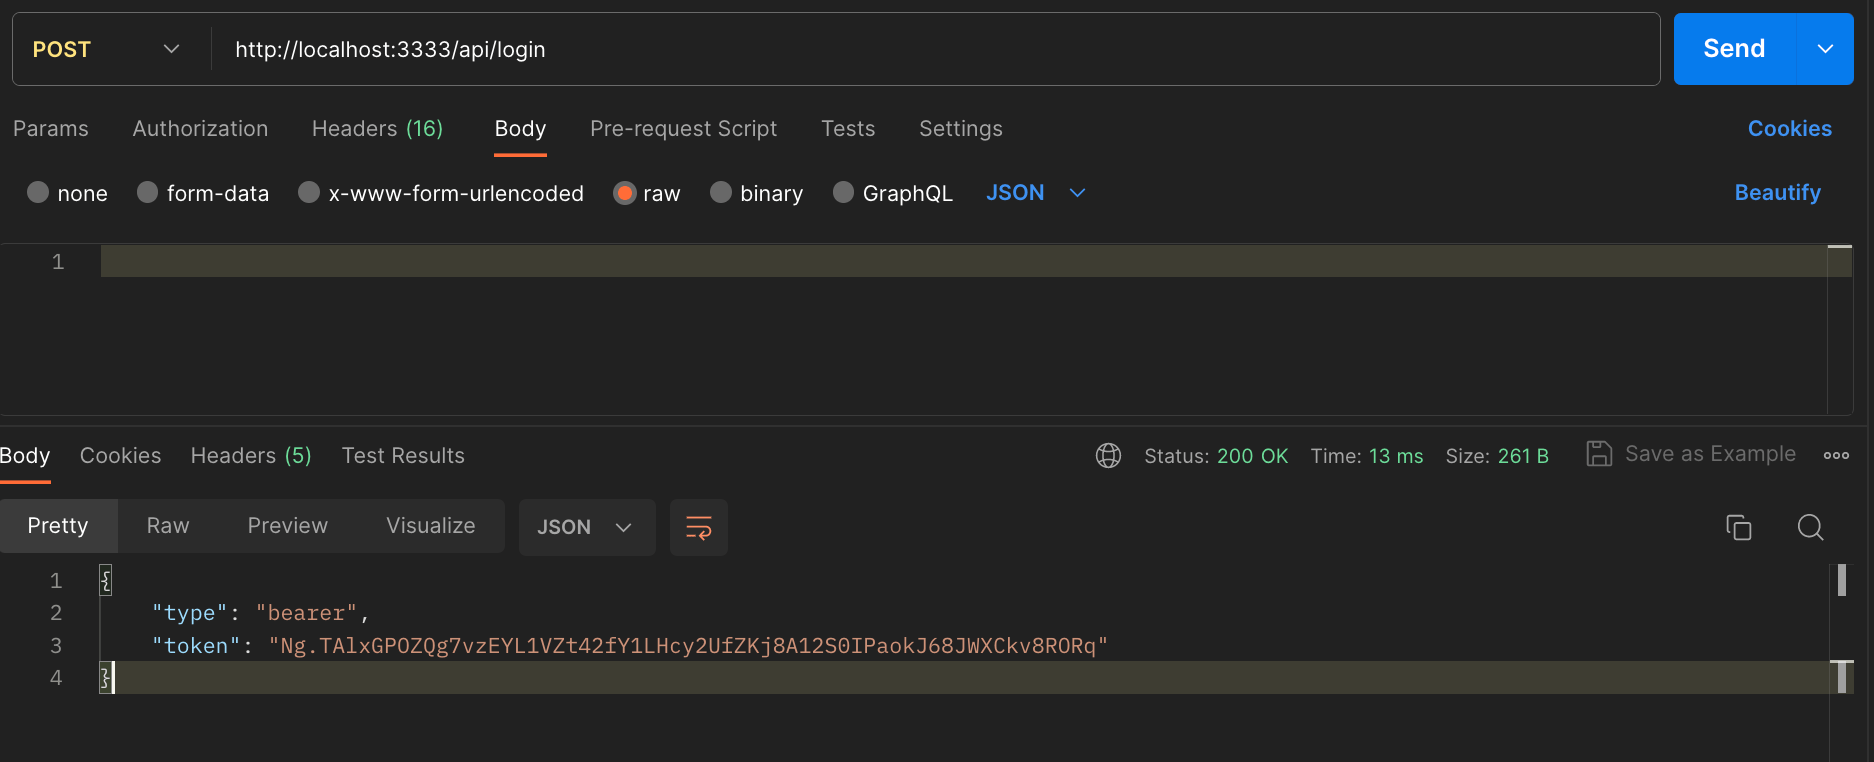 POST http://localhost:3333/api/login Send
Params Authorization Headers (16) Body Pre-request Script Tests Settings Cookies
none form-data x-www-form-urlencoded raw binary GraphQL JSON Beautify
1
Body Cookies Headers (5) Test Results Status: 200 OK Time: 13 ms Size: 261 B Save as Example
Pretty Raw Preview Visualize JSON
1 {
2 "type": "bearer",
3 "token": "Ng.TAlxGPOZQg7vzEYL1VZt42fY1LHcy2UfZKj8A12S0IPaokJ68JWXCkv8RORq"
4 }